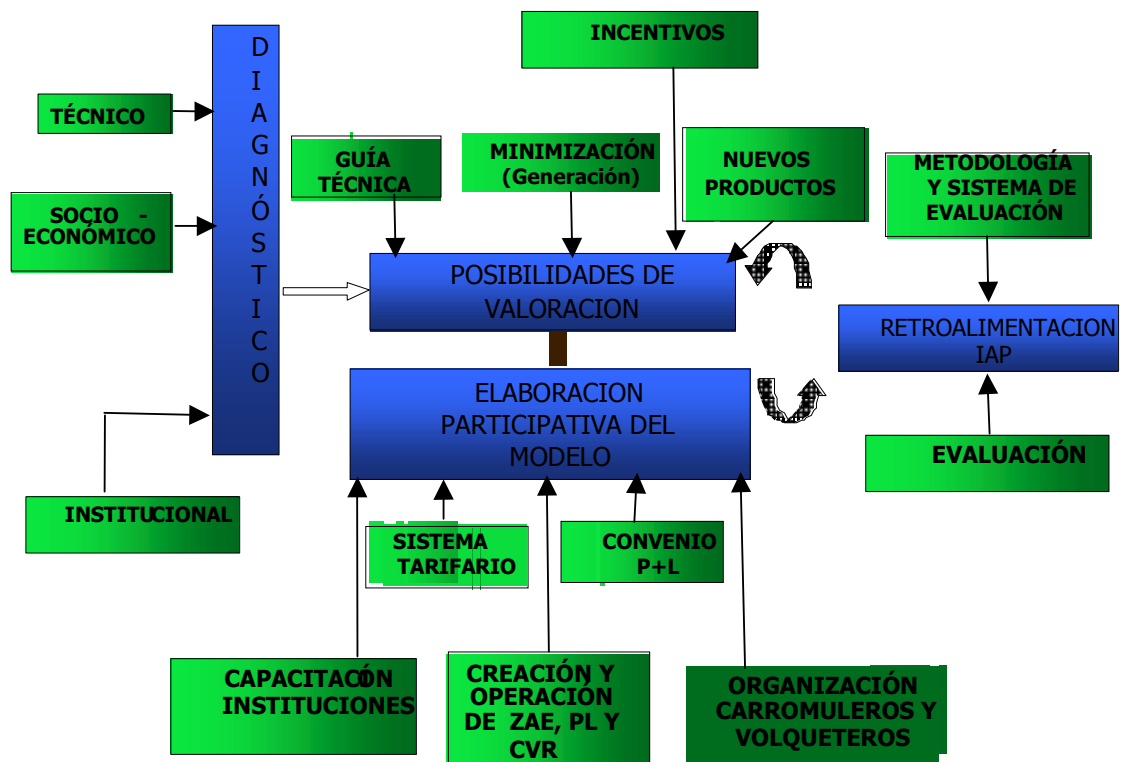 INCENTIVOS
D
I
A
G
N
Ó
S
T
I
C
O
TÉCNICO
SOCIO -
ECONÓMICO
INSTITUCIONAL
GUÍA
TÉCNICA
MINIMIZACIÓN
(Generación)
NUEVOS
PRODUCTOS
METODOLOGÍA
Y SISTEMA DE
EVALUACIÓN
POSIBILIDADES DE
VALORACION
RETROALIMENTACION
IAP
ELABORACION
PARTICIPATIVA DEL
MODELO
EVALUACIÓN
SISTEMA
TARIFARIO
CONVENIO
P+L
CAPACITACIÓN
INSTITUCIONES
CREACIÓN Y
OPERACIÓN
DE ZAE, PL Y
CVR
ORGANIZACIÓN
CARROMULEROS Y
VOLQUETEROS